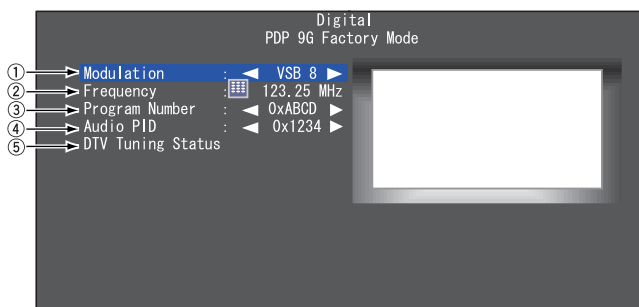 Digital
PDP 9G Factory Mode
① Modulation : ◀ VSB 8 ▶
② Frequency : 123.25 MHz
③ Program Number : ◀ 0xABCD ▶
④ Audio PID : ◀ 0x1234 ▶
⑤ DTV Tuning Status